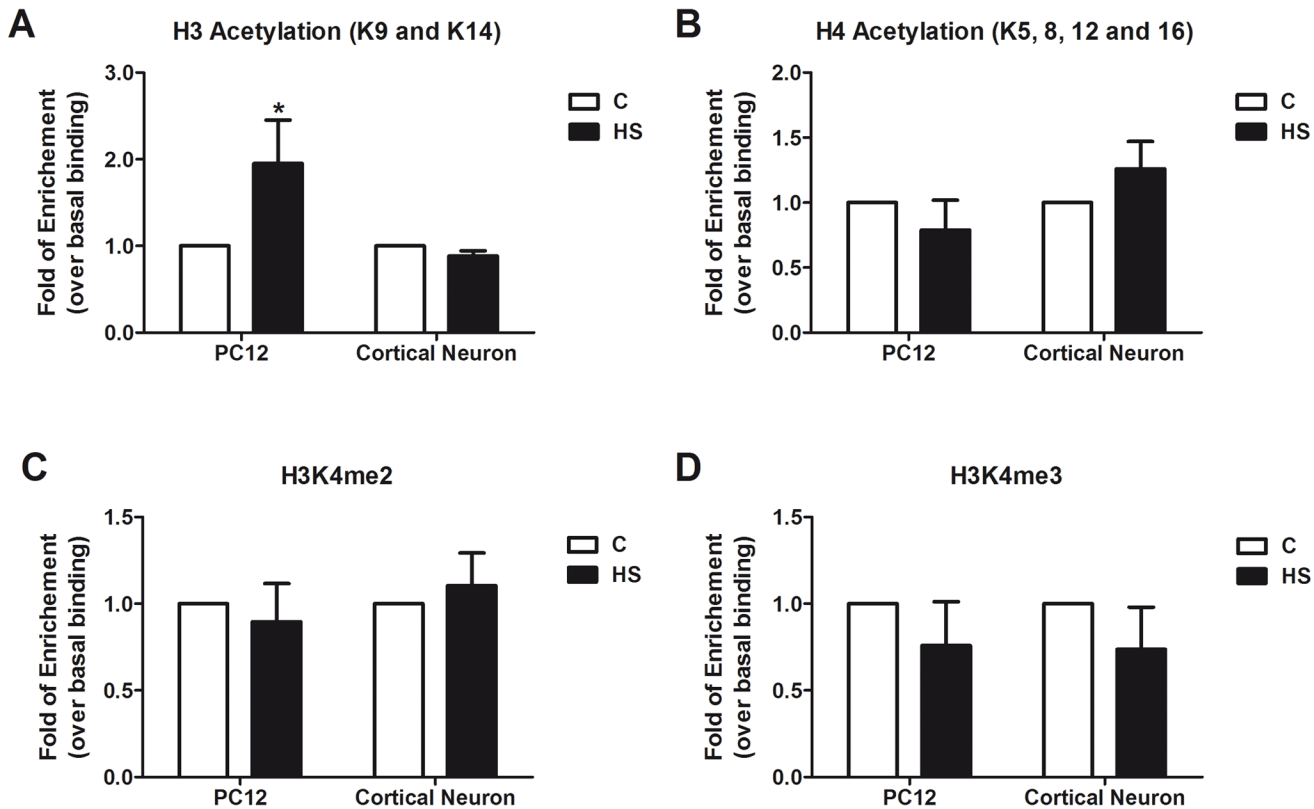 A
H3 Acetylation (K9 and K14)
Fold of Enrichement
(over basal binding)
3.0
2.0
1.0
0.0
*
C
HS
PC12
Cortical Neuron
B
H4 Acetylation (K5, 8, 12 and 16)
Fold of Enrichement
(over basal binding)
2.0
1.5
1.0
0.5
0.0
C
HS
PC12
Cortical Neuron
C
H3K4me2
Fold of Enrichement
(over basal binding)
1.5
1.0
0.5
0.0
C
HS
PC12
Cortical Neuron
D
H3K4me3
Fold of Enrichement
(over basal binding)
1.5
1.0
0.5
0.0
C
HS
PC12
Cortical Neuron